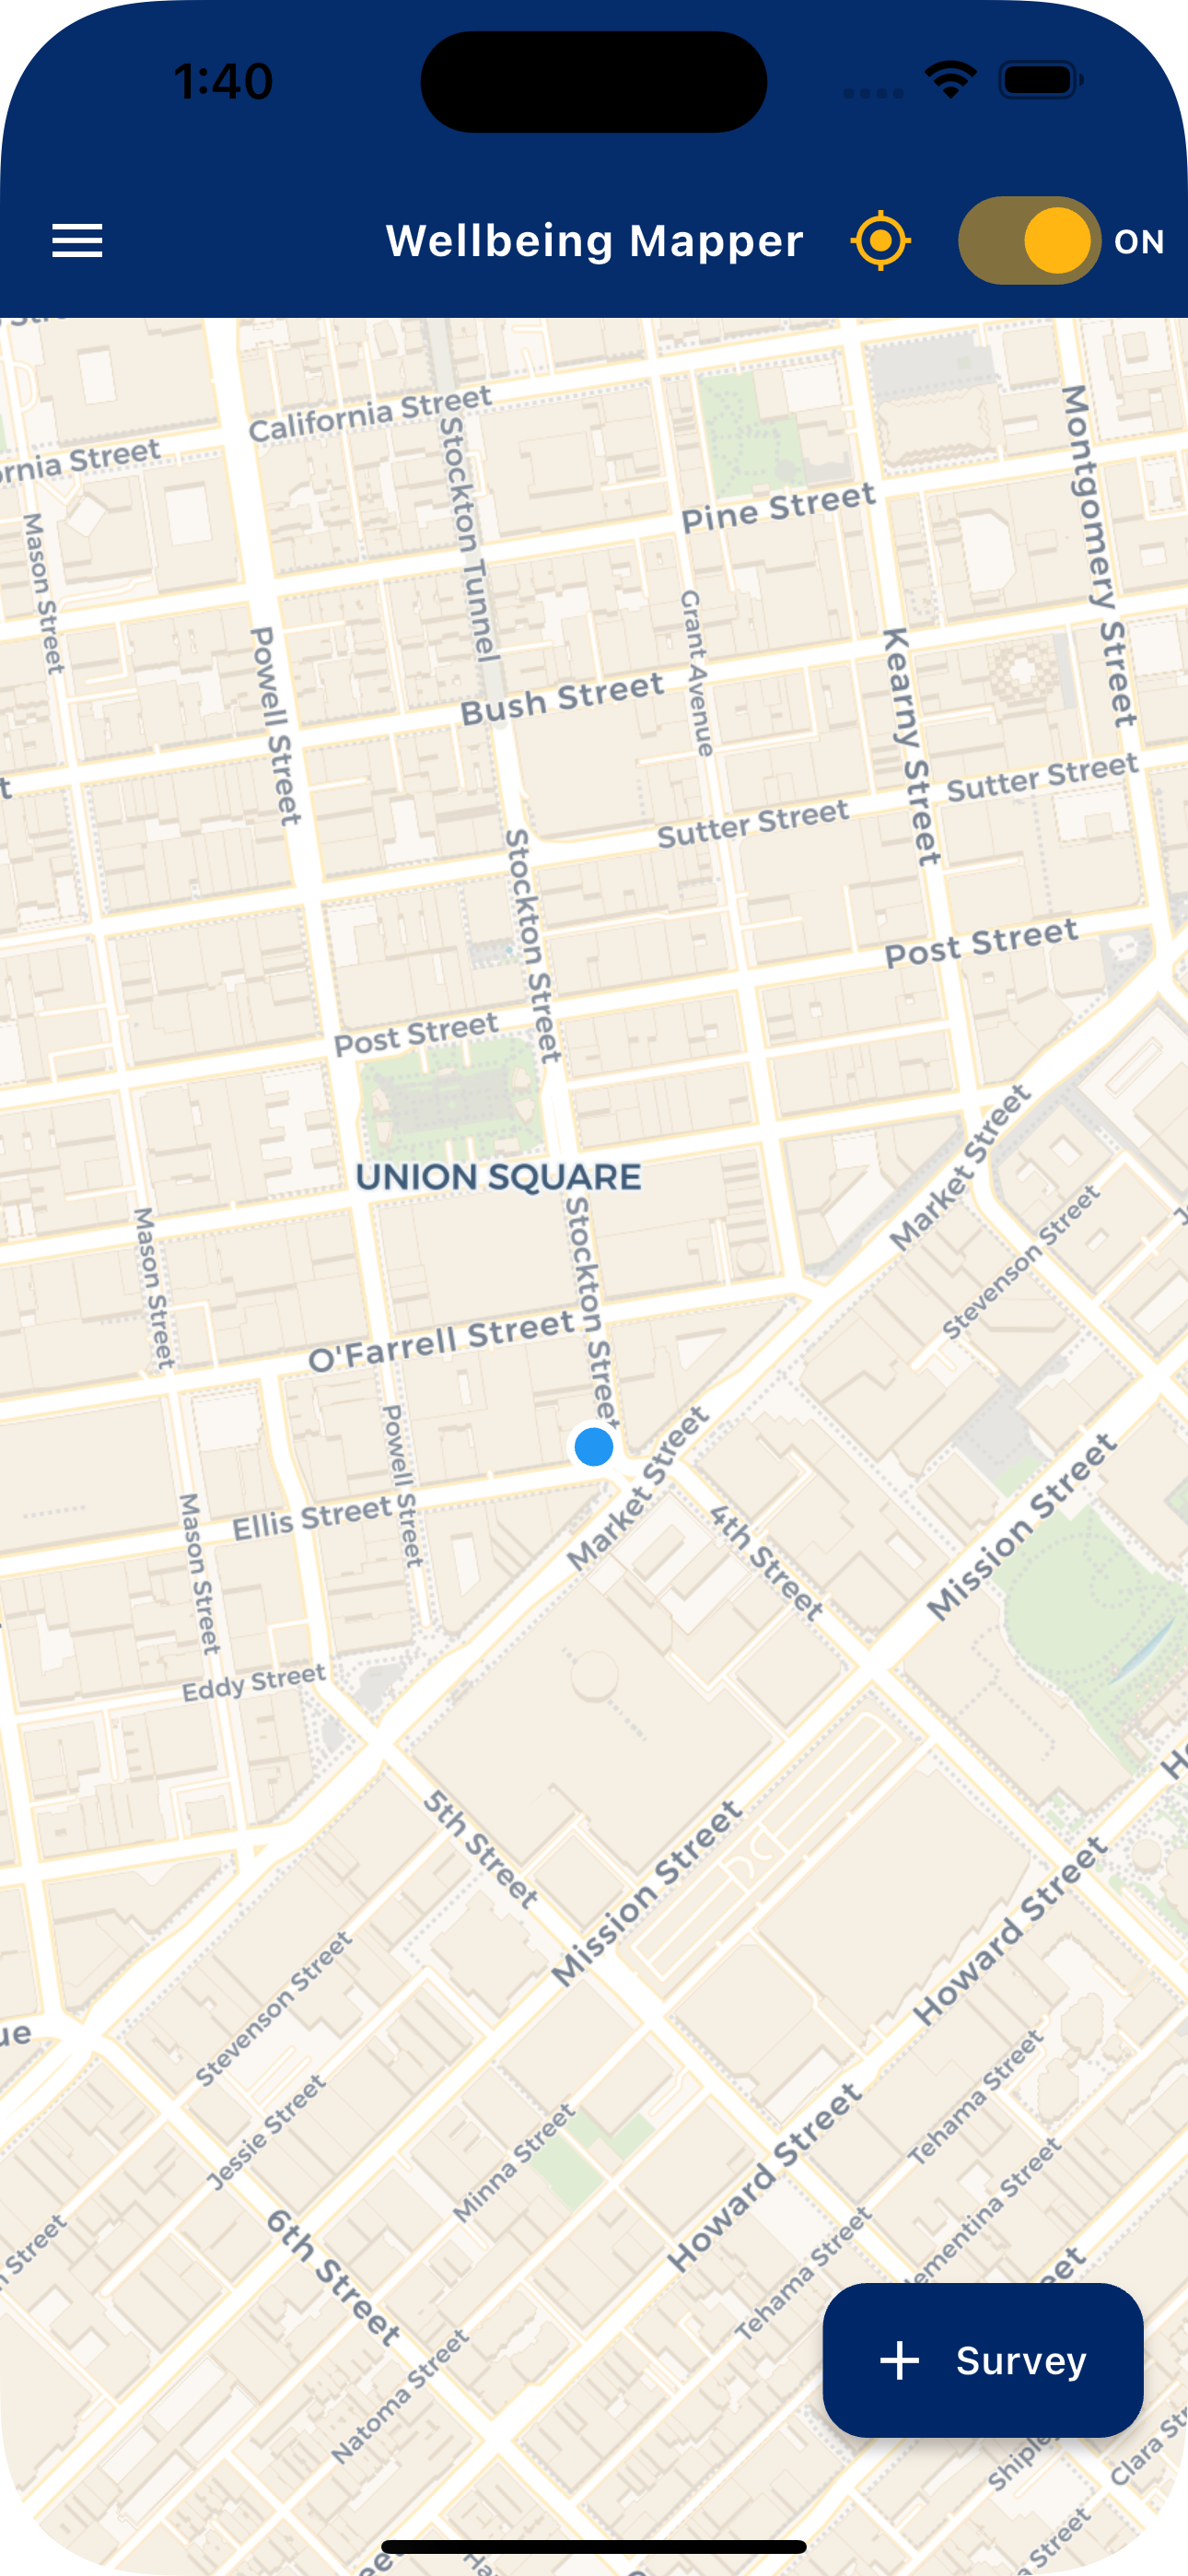 1:40
Wellbeing Mapper
ON
California Street
Stockton Tunnel
Montgomery Street
Pine Street
Mason Street
Grant Avenue
Powell Street
Kearny Street
Bush Street
Sutter Street
Sutter Street
Stockton Street
Post Street
Post Street
UNION SQUARE
Market Street
Stevenson Street
Mason Street
Stockton Street
O'Farrell Street
Powell Street
Market Street
Mission Street
Ellis Street
4th Street
Mason Street
Eddy Street
5th Street
Mission Street
Howard Street
Stevenson Street
Tehama Street
Jessie Street
Minna Street
Howard Street
6th Street
Tehama Street
Natoma Street
Survey